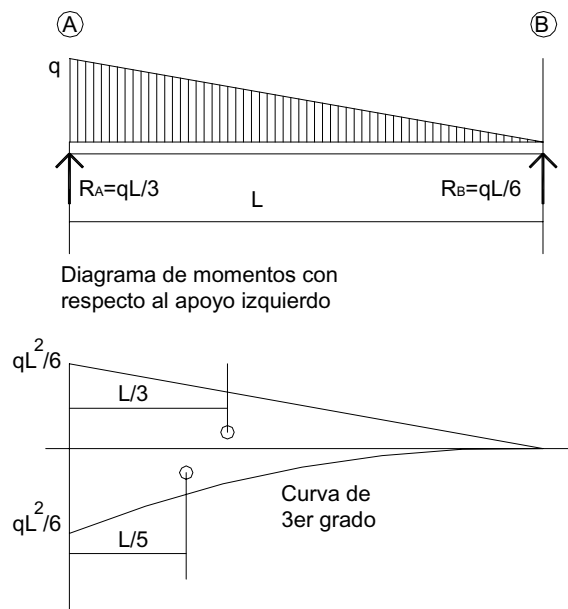 A
B
q
RA=qL/3
RB=qL/6
L
Diagrama de momentos con
respecto al apoyo izquierdo
qL²/6
L/3
qL²/6
Curva de
3er grado
L/5